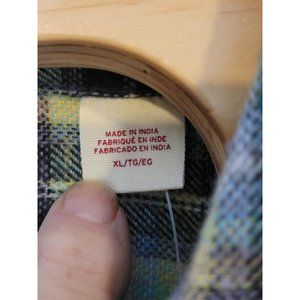 MADE IN INDIA
FABRIQUÉ EN INDE
FABRICADO EN INDIA
XL/TG/EG